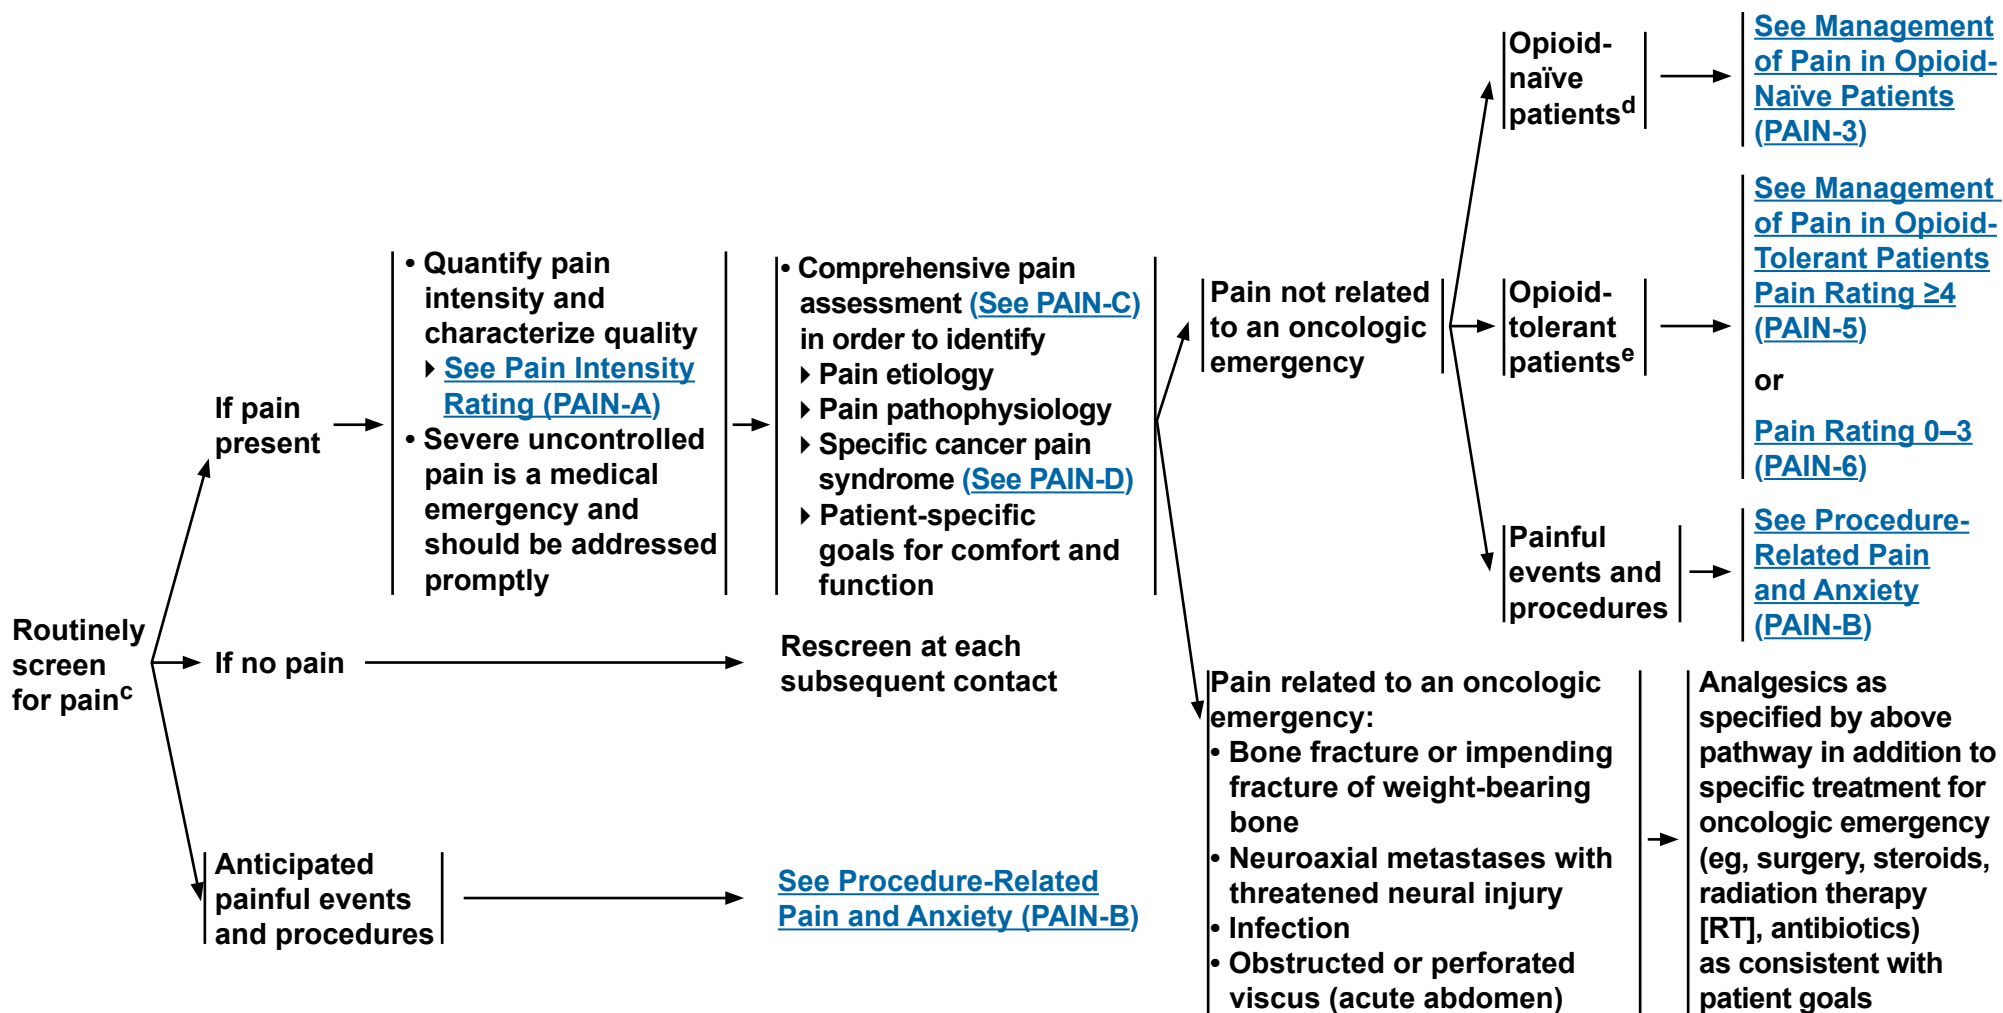 Routinely
screen
for painᶜ
If pain
present
• Quantify pain
intensity and
characterize quality
▸ See Pain Intensity
Rating (PAIN-A)
• Severe uncontrolled
pain is a medical
emergency and
should be addressed
promptly
• Comprehensive pain
assessment (See PAIN-C)
in order to identify
▸ Pain etiology
▸ Pain pathophysiology
▸ Specific cancer pain
syndrome (See PAIN-D)
▸ Patient-specific
goals for comfort and
function
Pain not related
to an oncologic
emergency
Opioid-
naïve
patientsᵈ
See Management
of Pain in Opioid-
Naïve Patients
(PAIN-3)
Opioid-
tolerant
patientsᵉ
See Management
of Pain in Opioid-
Tolerant Patients
Pain Rating ≥4
(PAIN-5)
or
Pain Rating 0–3
(PAIN-6)
Painful
events and
procedures
See Procedure-
Related Pain
and Anxiety
(PAIN-B)
Pain related to an oncologic
emergency:
• Bone fracture or impending
fracture of weight-bearing
bone
• Neuroaxial metastases with
threatened neural injury
• Infection
• Obstructed or perforated
viscus (acute abdomen)
Analgesics as
specified by above
pathway in addition to
specific treatment for
oncologic emergency
(eg, surgery, steroids,
radiation therapy
[RT], antibiotics)
as consistent with
patient goals
If no pain
Rescreen at each
subsequent contact
Anticipated
painful events
and procedures
See Procedure-Related
Pain and Anxiety (PAIN-B)